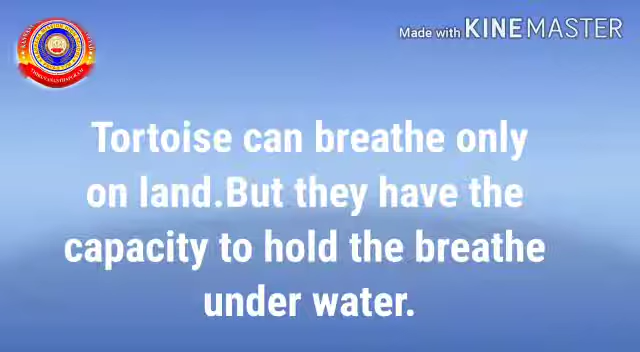 Made with KINEMASTER
Tortoise can breathe only
on land.But they have the
capacity to hold the breathe
under water.